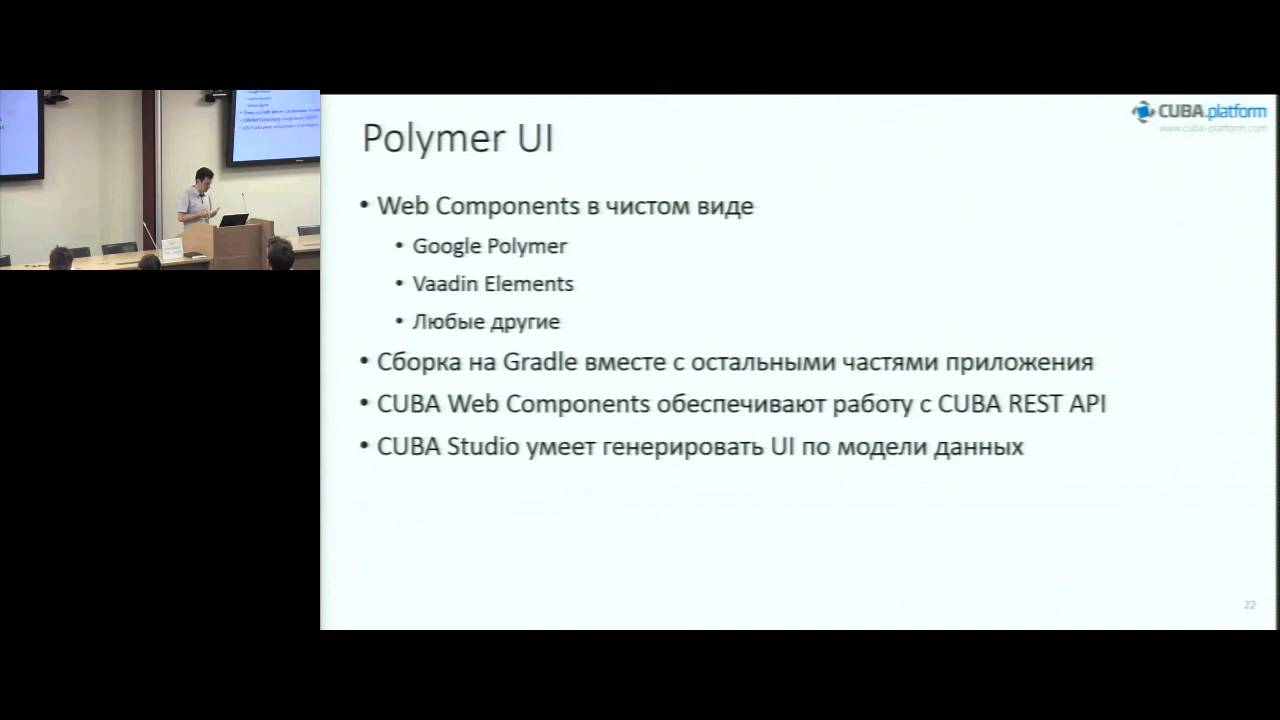 CUBA.platform
www.cuba-platform.com
Polymer UI
• Web Components в чистом виде
• Google Polymer
• Vaadin Elements
• Любые другие
• Сборка на Gradle вместе с остальными частями приложения
• CUBA Web Components обеспечивают работу с CUBA REST API
• CUBA Studio умеет генерировать UI по модели данных
22